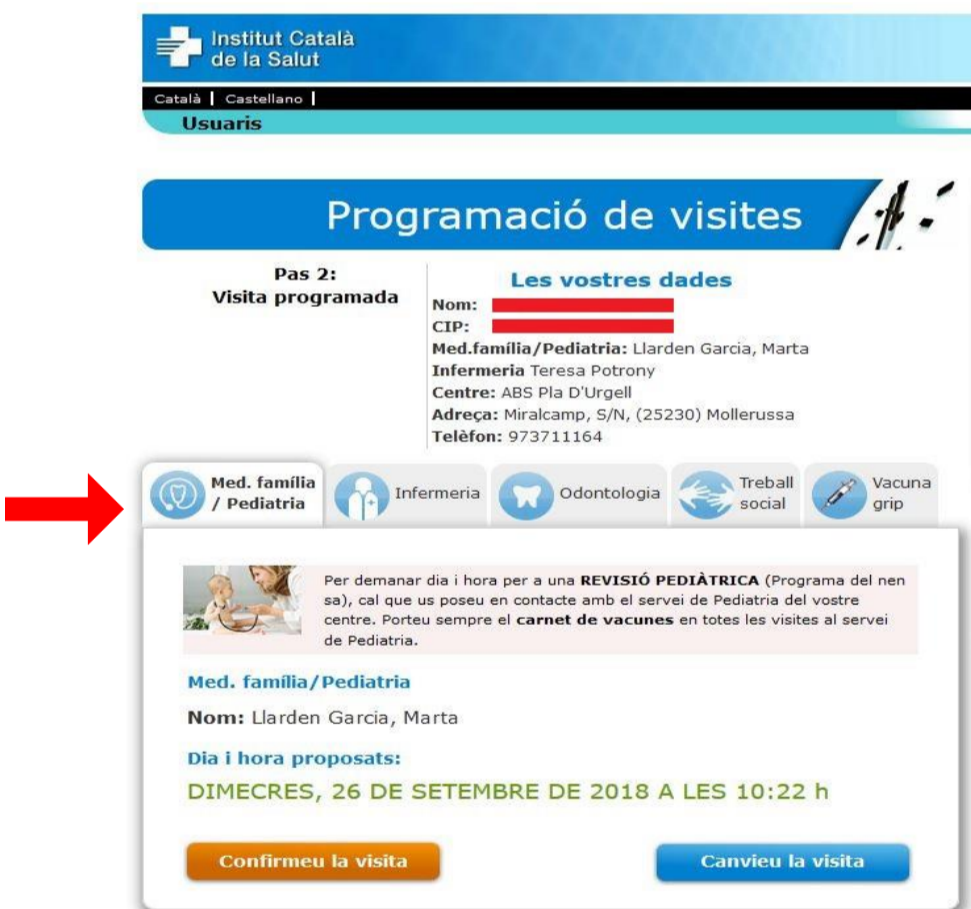 Institut Català
de la Salut
Català | Castellano |
Usuaris
Programació de visites
Pas 2:
Visita programada
Les vostres dades
Nom:
CIP:
Med.família/Pediatria: Llarden Garcia, Marta
Infermeria Teresa Potrony
Centre: ABS Pla D'Urgell
Adreça: Miralcamp, S/N, (25230) Mollerussa
Telèfon: 973711164
Med. família
/ Pediatria
Infermeria
Odontologia
Treball
social
Vacuna
grip
Per demanar dia i hora per a una REVISIÓ PEDIÀTRICA (Programa del nen
sa), cal que us poseu en contacte amb el servei de Pediatria del vostre
centre. Porteu sempre el carnet de vacunes en totes les visites al servei
de Pediatria.
Med. família/Pediatria
Nom: Llarden Garcia, Marta
Dia i hora proposats:
DIMECRES, 26 DE SETEMBRE DE 2018 A LES 10:22 h
Confirmeu la visita
Canvieu la visita